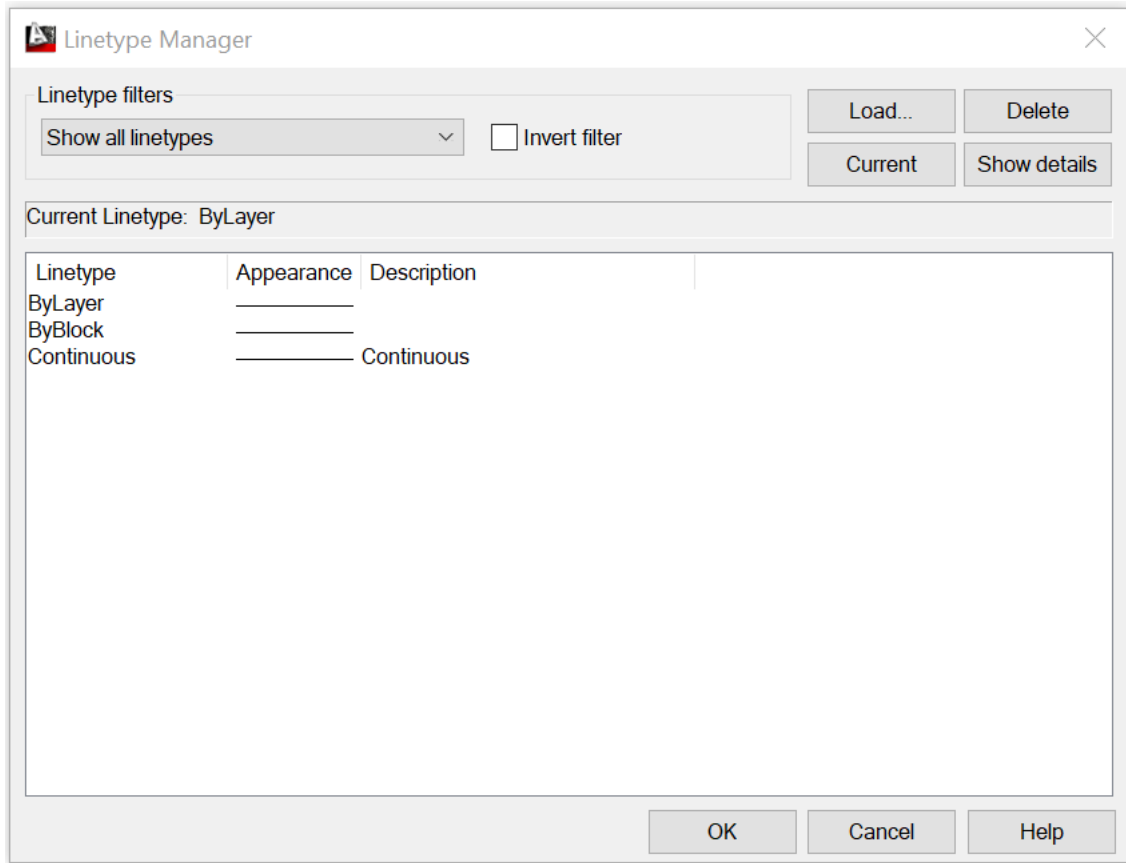 Linetype Manager
Linetype filters
Show all linetypes
Invert filter
Load...
Delete
Current
Show details
Current Linetype: ByLayer
Linetype Appearance Description
ByLayer
ByBlock
Continuous Continuous
OK Cancel Help